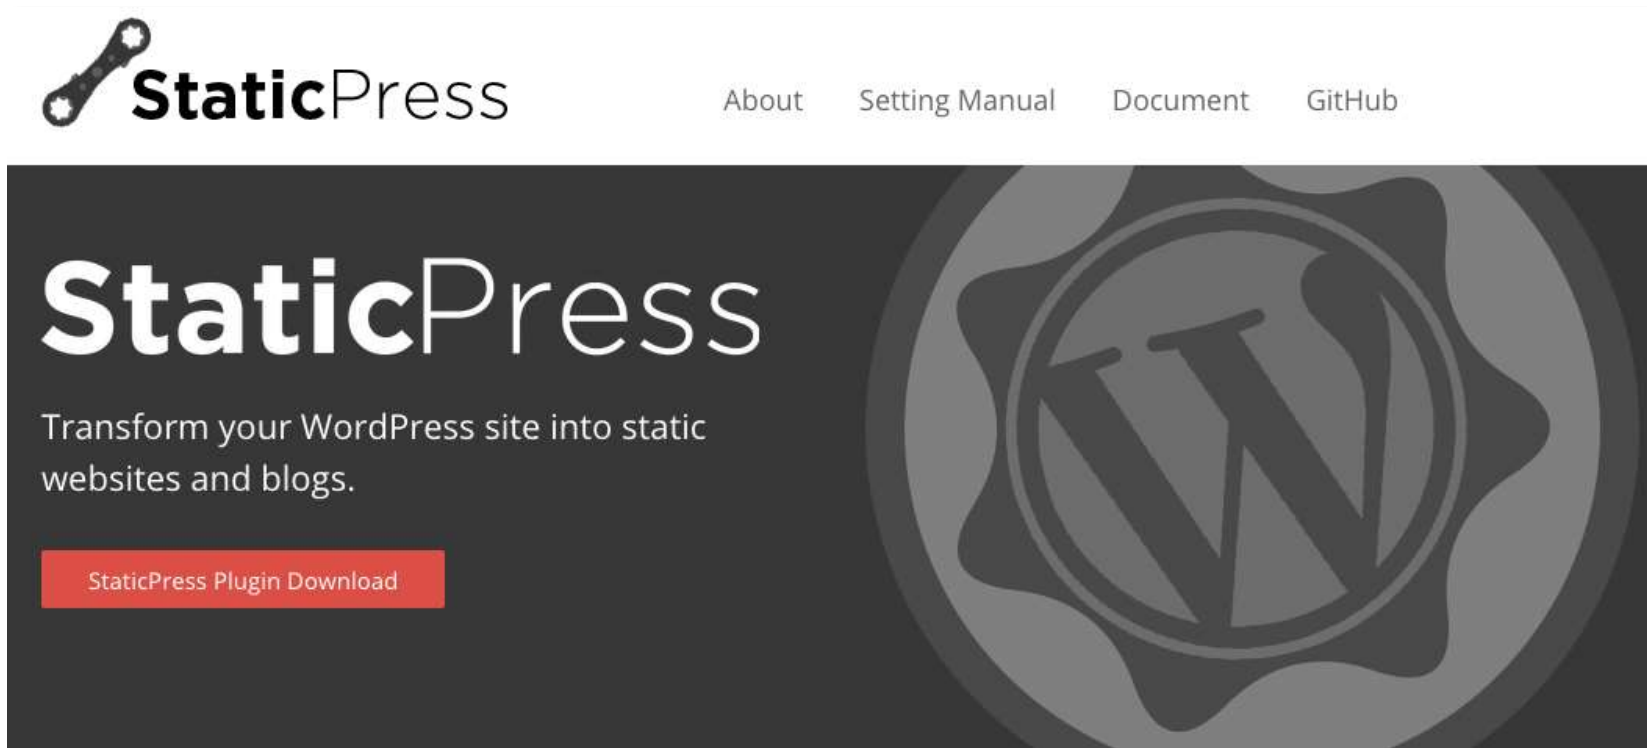 StaticPress
About Setting Manual Document GitHub
StaticPress
Transform your WordPress site into static
websites and blogs.
StaticPress Plugin Download
W